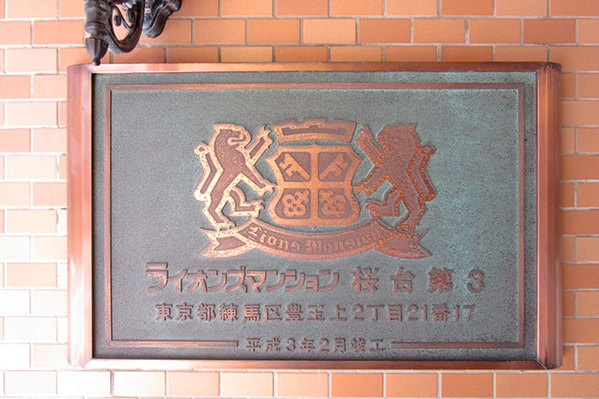 Lions Mansion
ライオンズマンション 桜台第3
東京都練馬区豊玉上2丁目21番17
平成3年2月竣工